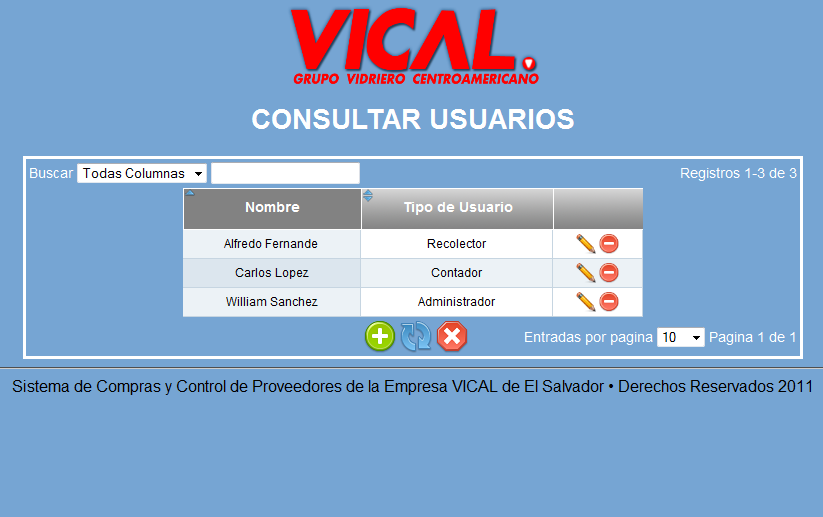 VICAL.
GRUPO VIDRIERO CENTROAMERICANO
CONSULTAR USUARIOS
Buscar Todas Columnas Registros 1-3 de 3
Nombre Tipo de Usuario
Alfredo Fernande Recolector
Carlos Lopez Contador
William Sanchez Administrador
Entradas por pagina 10 Pagina 1 de 1
Sistema de Compras y Control de Proveedores de la Empresa VICAL de El Salvador • Derechos Reservados 2011